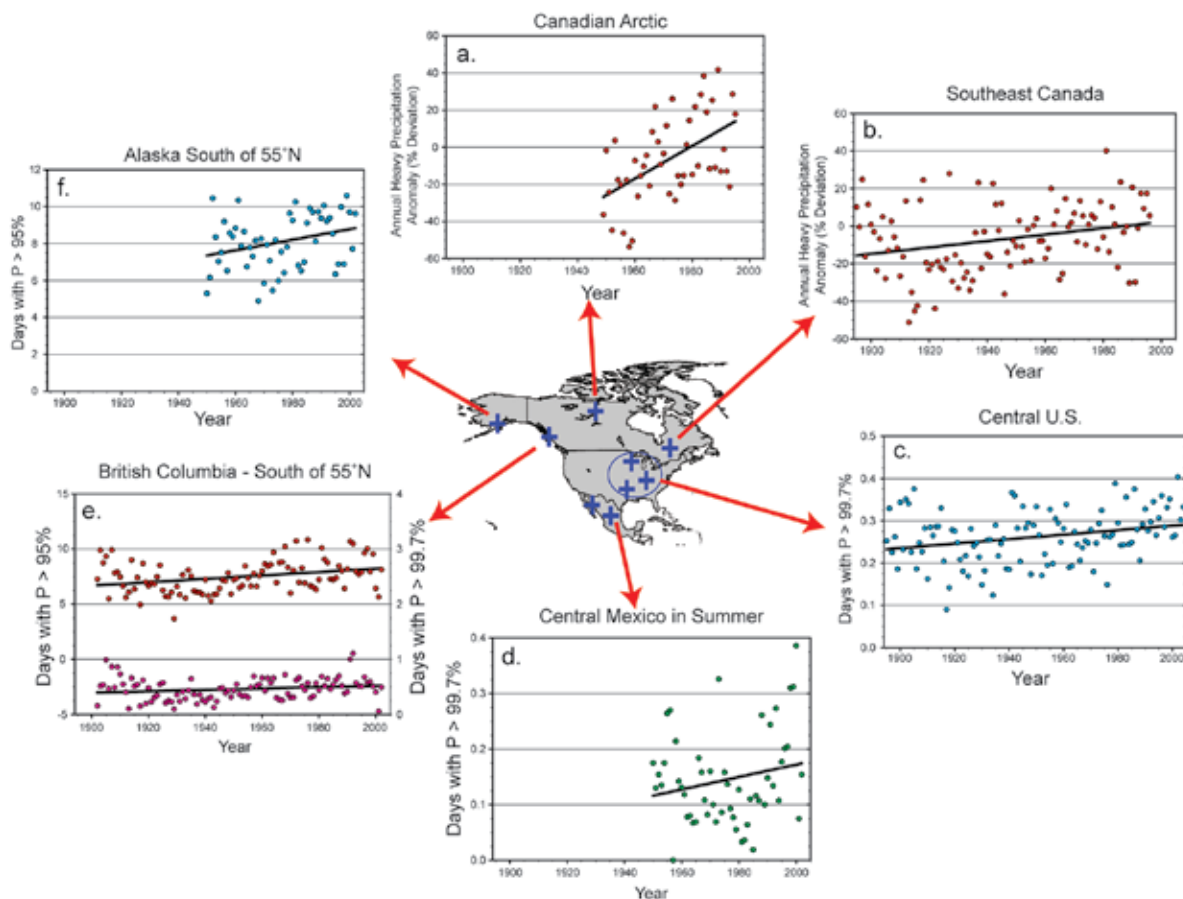 Canadian Arctic
a.
Annual Heavy Precipitation
Anomaly (% Deviation)
60
40
20
0
-20
-40
-60
1900 1920 1940 1960 1980 2000
Year
Southeast Canada
b.
Annual Heavy Precipitation
Anomaly (% Deviation)
60
40
20
0
-20
-40
-60
1900 1920 1940 1960 1980 2000
Year
Alaska South of 55˚N
f.
Days with P > 95%
12
10
8
6
4
2
0
1900 1920 1940 1960 1980 2000
Year
Central U.S.
c.
Days with P > 99.7%
0.5
0.4
0.3
0.2
0.1
0.0
1900 1920 1940 1960 1980 2000
Year
British Columbia - South of 55˚N
e.
Days with P > 95%
15
10
5
0
-5
4
3
2
1
0
Days with P > 99.7%
1900 1920 1940 1960 1980 2000
Year
Central Mexico in Summer
d.
Days with P > 99.7%
0.4
0.3
0.2
0.1
0.0
1900 1920 1940 1960 1980 2000
Year